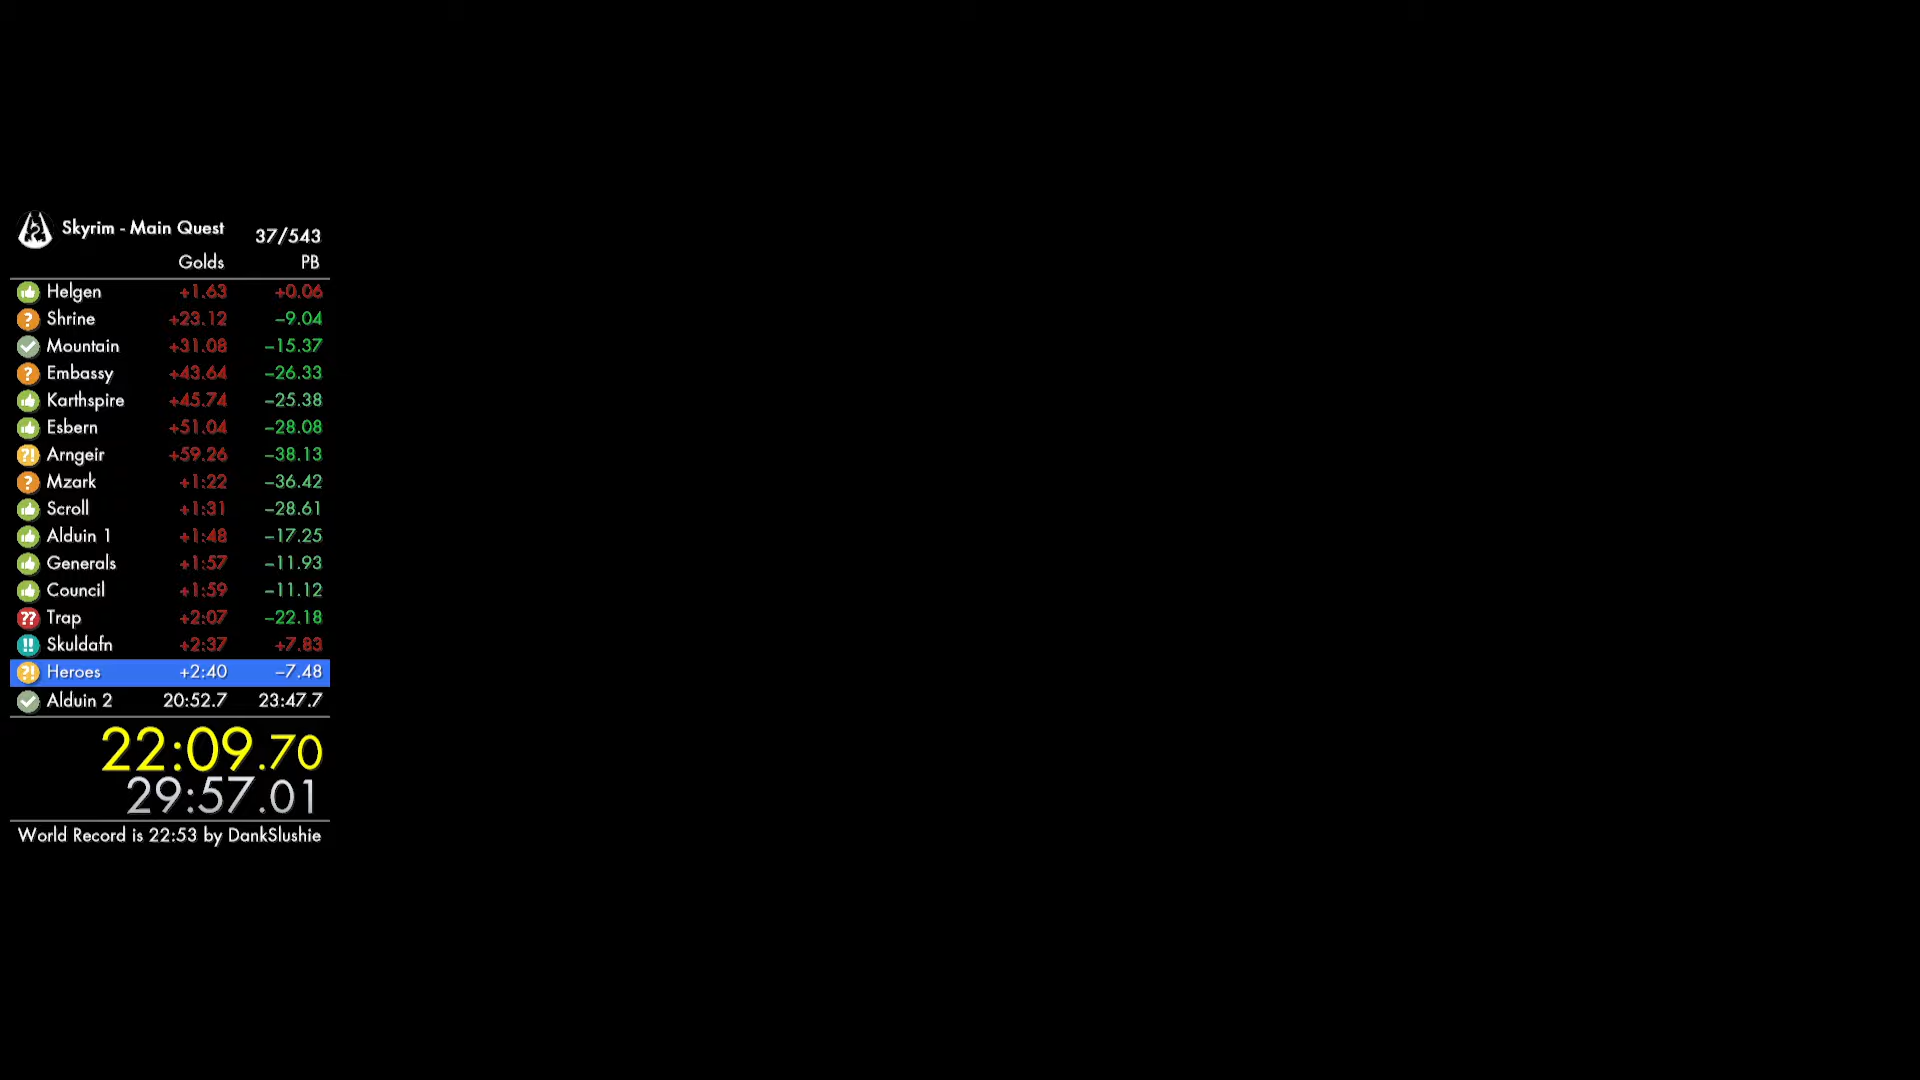 Skyrim - Main Quest 37/543
Golds PB
Helgen +1.63 +0.06
? Shrine +23.12 −9.04
Mountain +31.08 −15.37
? Embassy +43.64 −26.33
Karthspire +45.74 −25.38
Esbern +51.04 −28.08
?! Arngeir +59.26 −38.13
? Mzark +1:22 −36.42
Scroll +1:31 −28.61
Alduin 1 +1:48 −17.25
Generals +1:57 −11.93
Council +1:59 −11.12
?? Trap +2:07 −22.18
!! Skuldafn +2:37 +7.83
?! Heroes +2:40 −7.48
Alduin 2 20:52.7 23:47.7
22:09.70
29:57.01
World Record is 22:53 by DankSlushie